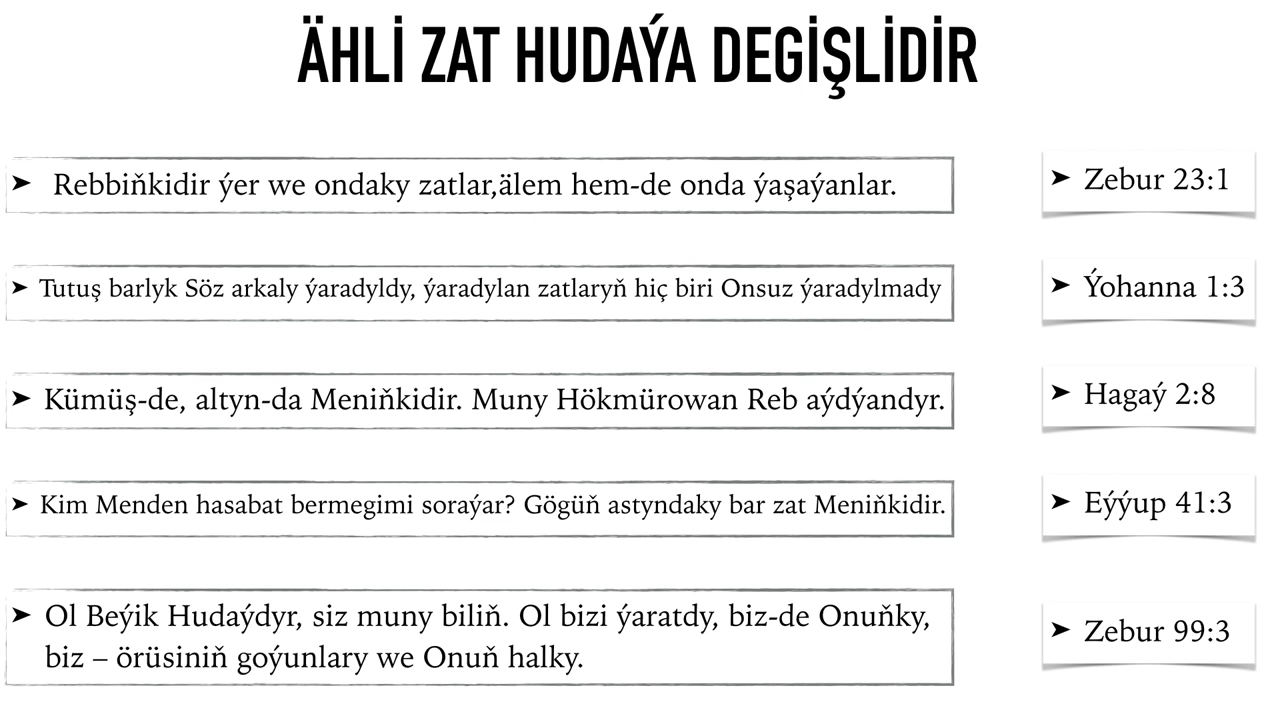 ÄHLİ ZAT HUDAÝA DEGİŞLİDİR
➤ Rebbiňkidir ýer we ondaky zatlar,älem hem-de onda ýaşaýanlar.
➤ Zebur 23:1
➤ Tutuş barlyk Söz arkaly ýaradyldy, ýaradylan zatlaryň hiç biri Onsuz ýaradylmady
➤ Ýohanna 1:3
➤ Kümüş-de, altyn-da Meniňkidir. Muny Hökmürowan Reb aýdýandyr.
➤ Hagaý 2:8
➤ Kim Menden hasabat bermegimi soraýar? Gögüň astyndaky bar zat Meniňkidir.
➤ Eýýup 41:3
➤ Ol Beýik Hudaýdyr, siz muny biliň. Ol bizi ýaratdy, biz-de Onuňky,
biz – örüsiniň goýunlary we Onuň halky.
➤ Zebur 99:3